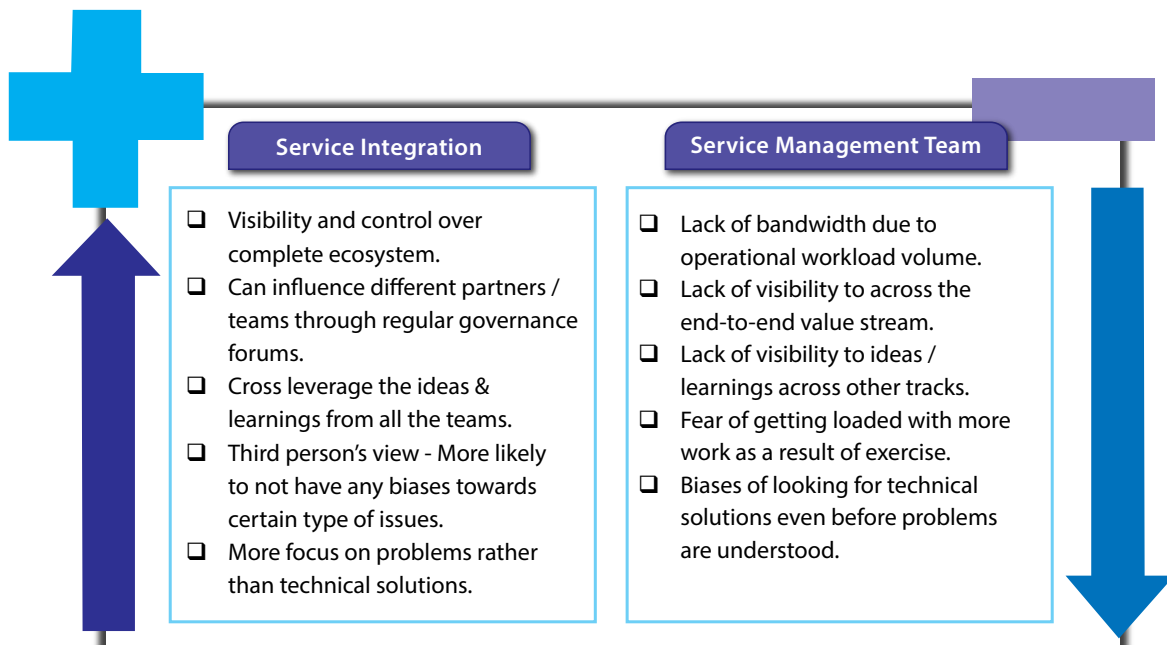 Service Integration
❑ Visibility and control over
complete ecosystem.
❑ Can influence different partners /
teams through regular governance
forums.
❑ Cross leverage the ideas &
learnings from all the teams.
❑ Third person’s view - More likely
to not have any biases towards
certain type of issues.
❑ More focus on problems rather
than technical solutions.
Service Management Team
❑ Lack of bandwidth due to
operational workload volume.
❑ Lack of visibility to across the
end-to-end value stream.
❑ Lack of visibility to ideas /
learnings across other tracks.
❑ Fear of getting loaded with more
work as a result of exercise.
❑ Biases of looking for technical
solutions even before problems
are understood.